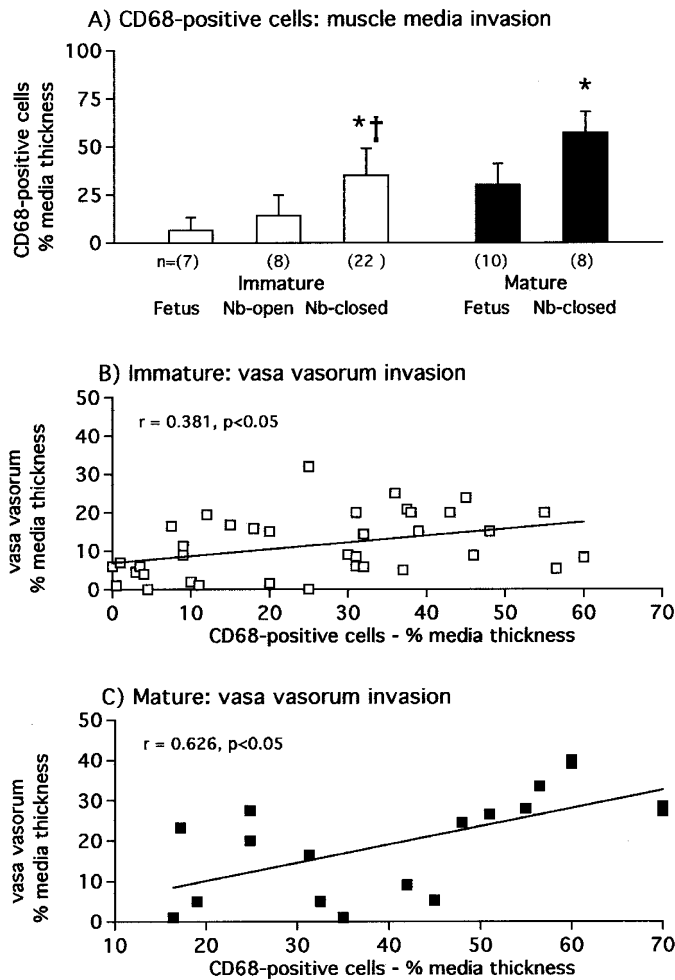 A) CD68-positive cells: muscle media invasion
CD68-positive cells
% media thickness
100
75
50
25
0
* †
*
n=(7) (8) (22 ) (10) (8)
Immature Mature
Fetus Nb-open Nb-closed Fetus Nb-closed
B) Immature: vasa vasorum invasion
vasa vasorum
% media thickness
50
40
30
20
10
0
r = 0.381, p<0.05
0 10 20 30 40 50 60 70
CD68-positive cells - % media thickness
C) Mature: vasa vasorum invasion
vasa vasorum
% media thickness
50
40
30
20
10
0
r = 0.626, p<0.05
10 20 30 40 50 60 70
CD68-positive cells - % media thickness